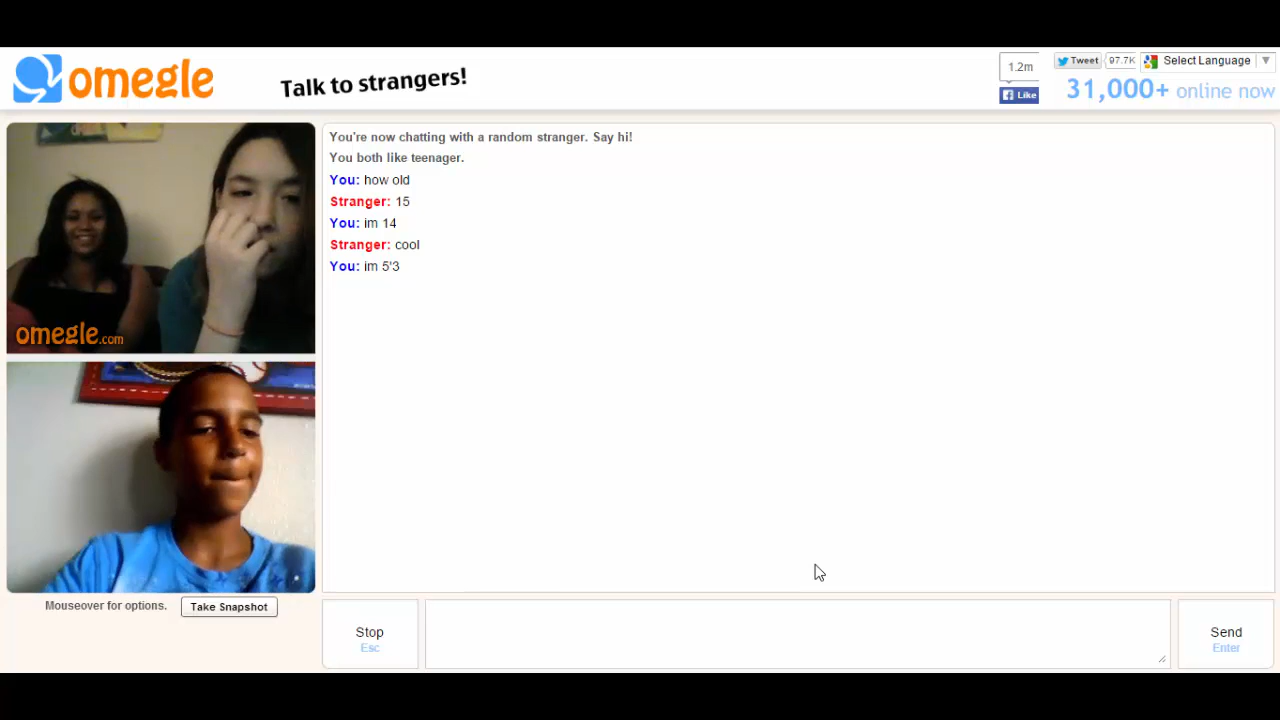 omegle
Talk to strangers!
1.2m
Like
Tweet
97.7K
Select Language
31,000+ online now
omegle.com
You're now chatting with a random stranger. Say hi!
You both like teenager.
You: how old
Stranger: 15
You: im 14
Stranger: cool
You: im 5'3
Mouseover for options.
Take Snapshot
Stop
Esc
Send
Enter